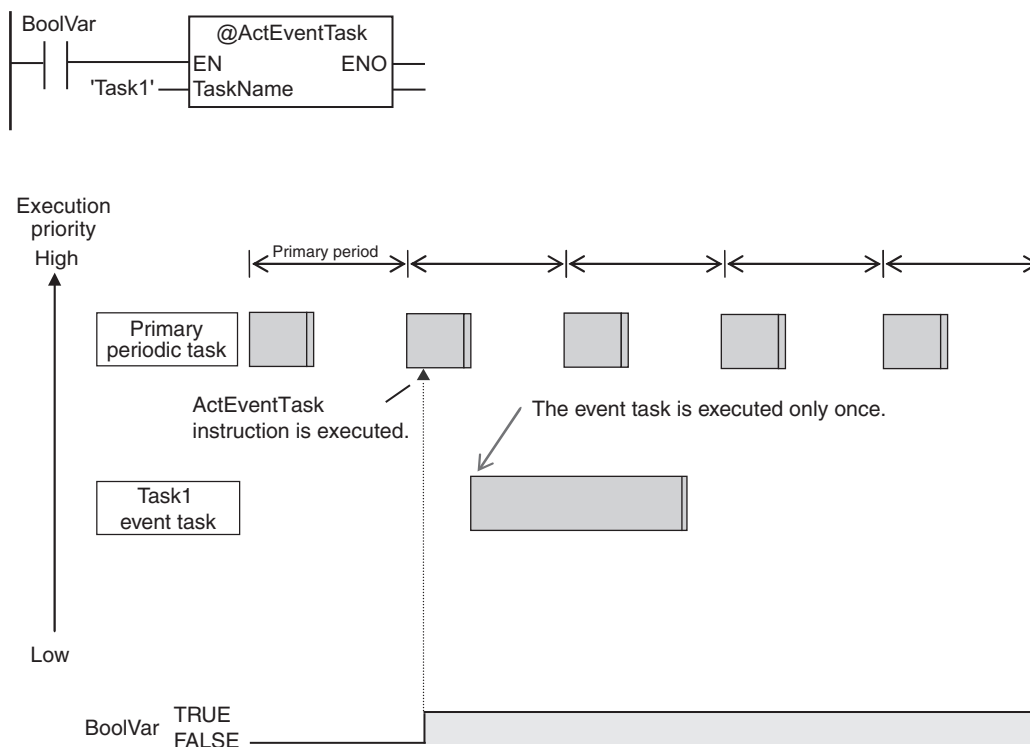 BoolVar
@ActEventTask
EN ENO
'Task1' TaskName
Execution
priority
High
Primary period
Primary
periodic task
ActEventTask
instruction is executed.
The event task is executed only once.
Task1
event task
Low
BoolVar TRUE
FALSE